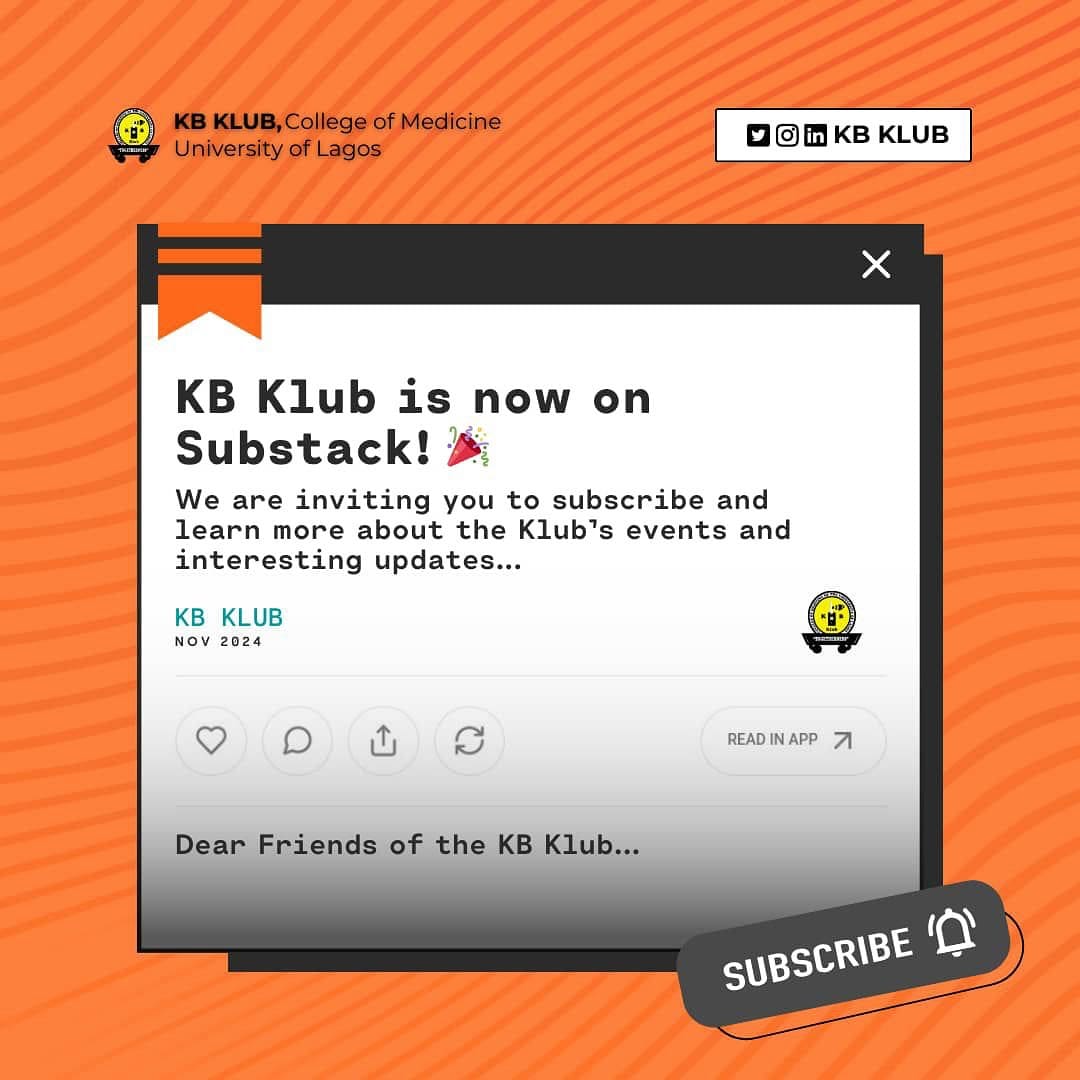 KB KLUB, College of Medicine
University of Lagos
KB KLUB
KB Klub is now on
Substack! 🎉
We are inviting you to subscribe and
learn more about the Klub's events and
interesting updates...
KB KLUB
NOV 2024
READ IN APP
Dear Friends of the KB Klub...
SUBSCRIBE